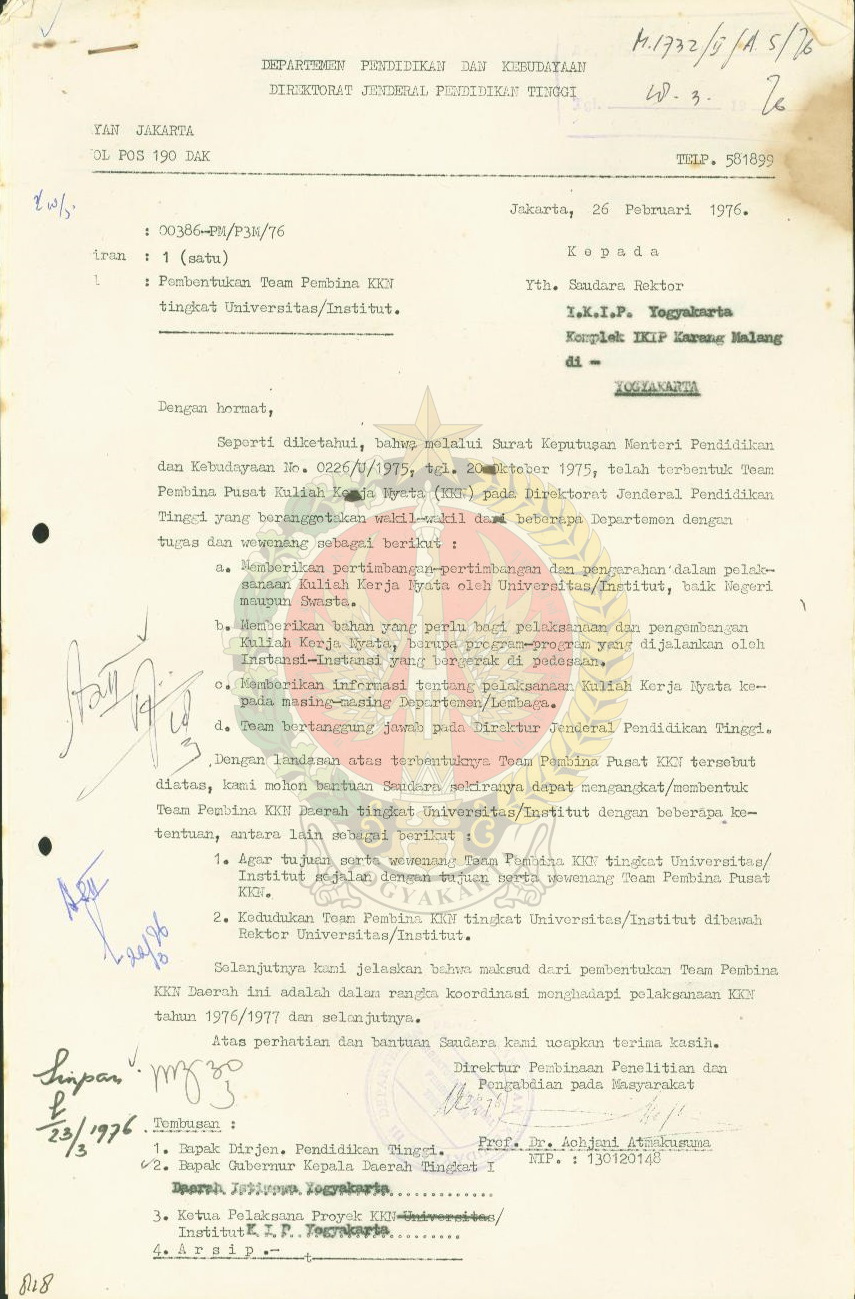 M.1732/II/A.5/76
DEPARTEMEN PENDIDIKAN DAN KEBUDAYAAN
DIREKTORAT JENDERAL PENDIDIKAN TINGGI
Tgl. 19
18-3- 76
YAN JAKARTA
OL POS 190 DAK
TELP. 581899
Jakarta, 26 Pebruari 1976.
: 00386-PM/P3M/76
K e p a d a
iran : 1 (satu)
l : Pembentukan Team Pembina KKN
tingkat Universitas/Institut.
Yth. Saudara Rektor
I.K.I.P. Yogyakarta
Komplek IKIP Karang Malang
di -
YOGYAKARTA
Dengan hormat,
Seperti diketahui, bahwa melalui Surat Keputusan Menteri Pendidikan
dan Kebudayaan No. 0226/U/1975, tgl. 20 Oktober 1975, telah terbentuk Team
Pembina Pusat Kuliah Kerja Nyata (KKN) pada Direktorat Jenderal Pendidikan
Tinggi yang beranggotakan wakil-wakil dari beberapa Departemen dengan
tugas dan wewenang sebagai berikut :
a. Memberikan pertimbangan-pertimbangan dan pengarahan dalam pelak-
sanaan Kuliah Kerja Nyata oleh Universitas/Institut, baik Negeri
maupun Swasta.
b. Memberikan bahan yang perlu bagi pelaksanaan dan pengembangan
Kuliah Kerja Nyata, berupa program-program yang dijalankan oleh
Instansi-Instansi yang bergerak di pedesaan.
c. Memberikan informasi tentang pelaksanaan Kuliah Kerja Nyata ke-
pada masing-masing Departemen/Lembaga.
d. Team bertanggung jawab pada Direktur Jenderal Pendidikan Tinggi.
Dengan landasan atas terbentuknya Team Pembina Pusat KKN tersebut
diatas, kami mohon bantuan Saudara sekiranya dapat mengangkat/membentuk
Team Pembina KKN Daerah tingkat Universitas/Institut dengan beberapa ke-
tentuan, antara lain sebagai berikut :
1. Agar tujuan serta wewenang Team Pembina KKN tingkat Universitas/
Institut sejalan dengan tujuan serta wewenang Team Pembina Pusat
KKN.
YOGYAKARTA
2. Kedudukan Team Pembina KKN tingkat Universitas/Institut dibawah
Rektor Universitas/Institut.
Selanjutnya kami jelaskan bahwa maksud dari pembentukan Team Pembina
KKN Daerah ini adalah dalam rangka koordinasi menghadapi pelaksanaan KKN
tahun 1976/1977 dan selanjutnya.
Atas perhatian dan bantuan Saudara kami ucapkan terima kasih.
Direktur Pembinaan Penelitian dan
Pengabdian pada Masyarakat
Simpan
23/3 1976
30
3
Prof. Dr. Achjani Atmakusuma
NIP. : 130120148
Tembusan :
1. Bapak Dirjen. Pendidikan Tinggi.
2. Bapak Gubernur Kepala Daerah Tingkat I
Daerah Istimewa Yogyakarta..............
3. Ketua Pelaksana Proyek KKN Universitas/
Institut K I P Yogyakarta..........
4. A r s i p .-